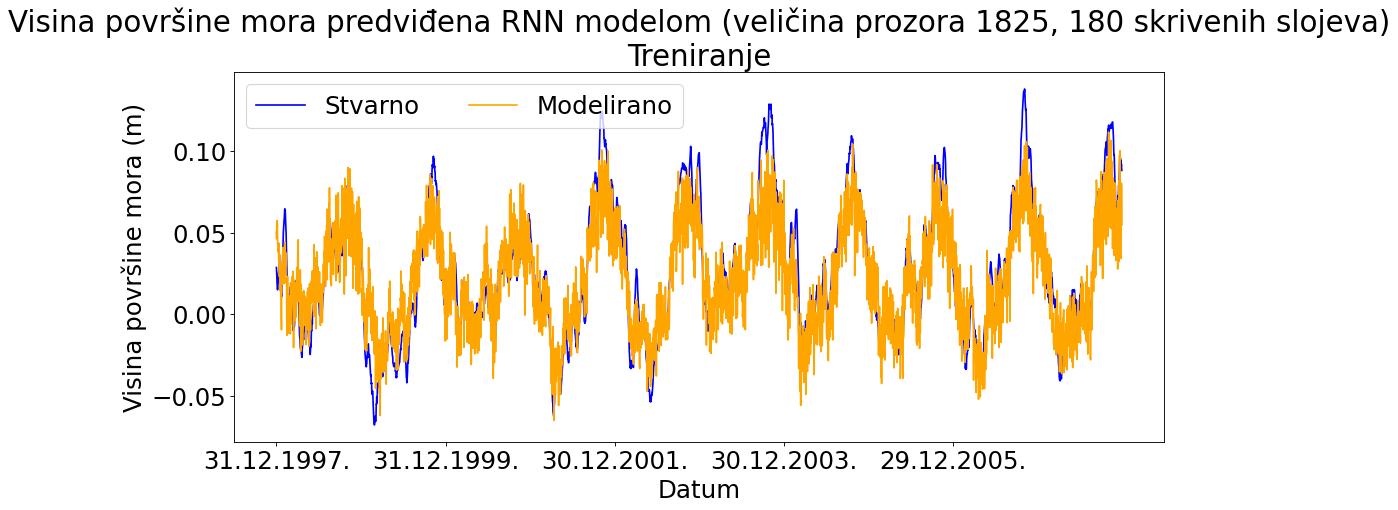 Visina površine mora predviđena RNN modelom (veličina prozora 1825, 180 skrivenih slojeva)
Treniranje
Stvarno
Modelirano
Visina površine mora (m)
0.10
0.05
0.00
−0.05
31.12.1997.
31.12.1999.
30.12.2001.
30.12.2003.
29.12.2005.
Datum